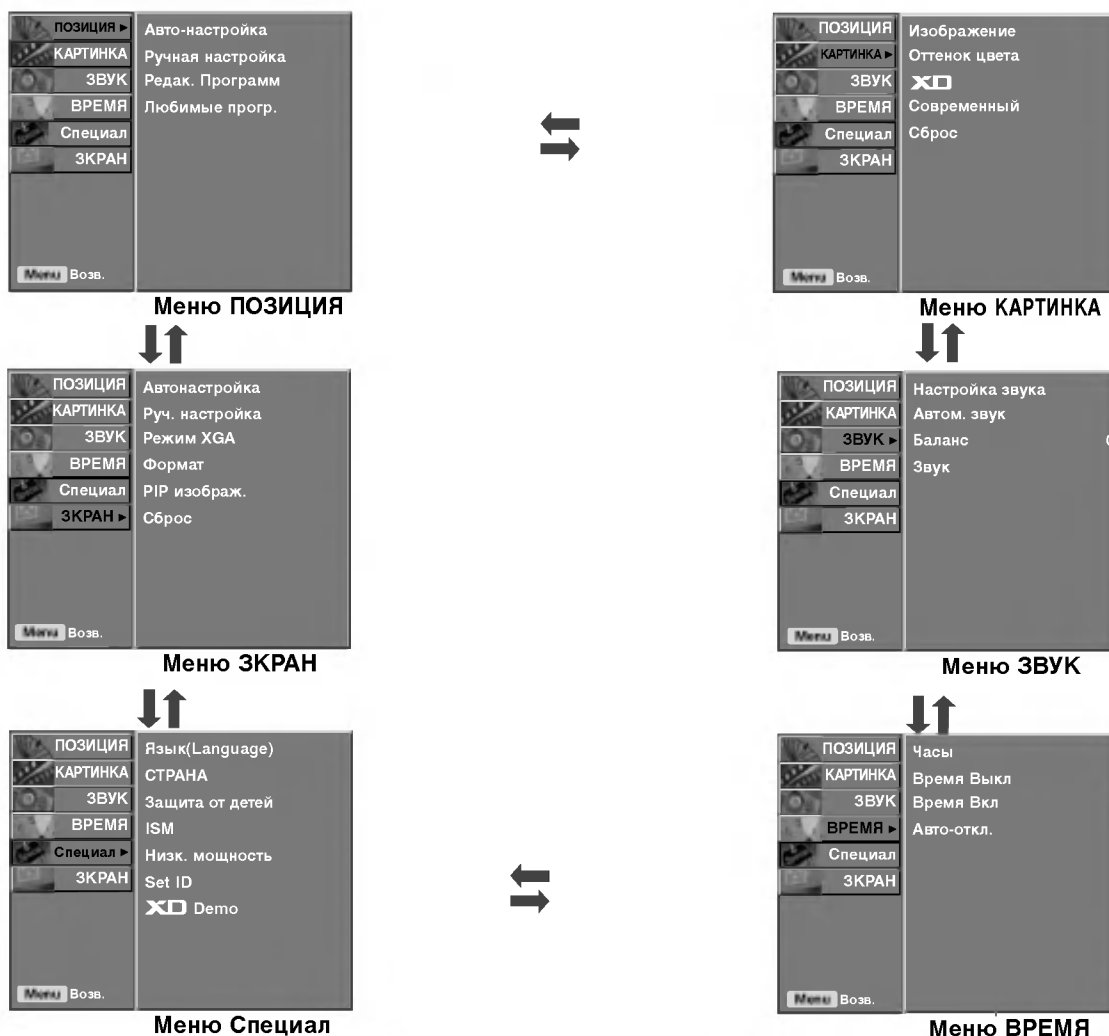 ПОЗИЦИЯ
КАРТИНКА
ЗВУК
ВРЕМЯ
Специал
ЗКРАН
Авто-настройка
Ручная настройка
Редак. Программ
Любимые прогр.
Menu Возв.
Меню ПОЗИЦИЯ
ПОЗИЦИЯ
КАРТИНКА
ЗВУК
ВРЕМЯ
Специал
ЗКРАН
Изображение
Оттенок цвета
XD
Современный
Сброс
Menu Возв.
Меню КАРТИНКА
ПОЗИЦИЯ
КАРТИНКА
ЗВУК
ВРЕМЯ
Специал
ЗКРАН
Автонастройка
Руч. настройка
Режим XGA
Формат
PIP изображ.
Сброс
Menu Возв.
Меню ЗКРАН
ПОЗИЦИЯ
КАРТИНКА
ЗВУК
ВРЕМЯ
Специал
ЗКРАН
Настройка звука
Автом. звук
Баланс
Звук
Menu Возв.
Меню ЗВУК
ПОЗИЦИЯ
КАРТИНКА
ЗВУК
ВРЕМЯ
Специал
ЗКРАН
Язык(Language)
СТРАНА
Защита от детей
ISM
Низк. мощность
Set ID
XD Demo
Menu Возв.
Меню Специал
ПОЗИЦИЯ
КАРТИНКА
ЗВУК
ВРЕМЯ
Специал
ЗКРАН
Часы
Время Выкл
Время Вкл
Авто-откл.
Menu Возв.
Меню ВРЕМЯ